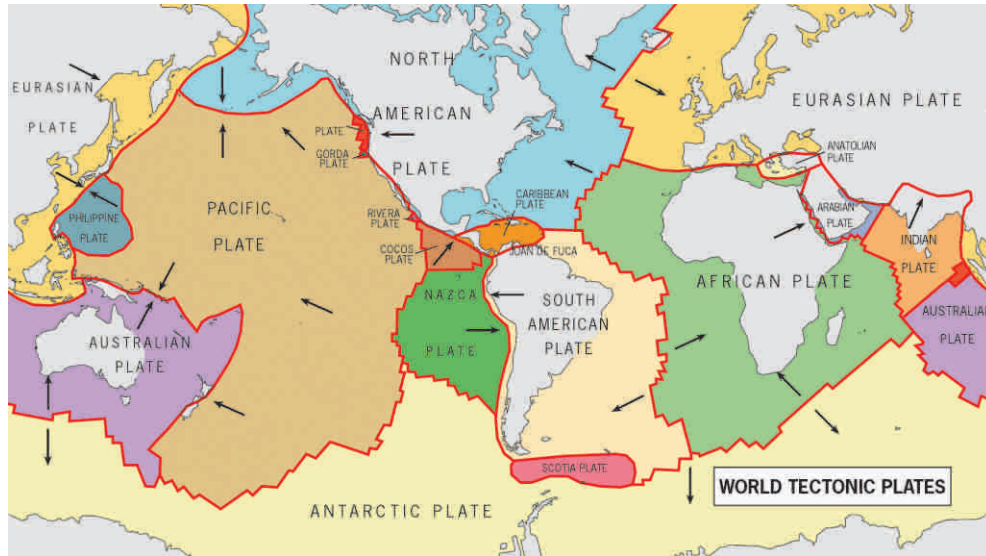 NORTH
AMERICAN
PLATE
EURASIAN
PLATE
EURASIAN PLATE
ANATOLIAN
PLATE
PLATE
GORDA
PLATE
PACIFIC
PLATE
PHILIPPINE
PLATE
RIVERA
PLATE
COCOS
PLATE
CARIBBEAN
PLATE
JUAN DE FUCA
ARABIAN
PLATE
INDIAN
PLATE
AFRICAN PLATE
NAZCA
PLATE
SOUTH
AMERICAN
PLATE
AUSTRALIAN
PLATE
AUSTRALIAN
PLATE
SCOTIA PLATE
ANTARCTIC PLATE
WORLD TECTONIC PLATES